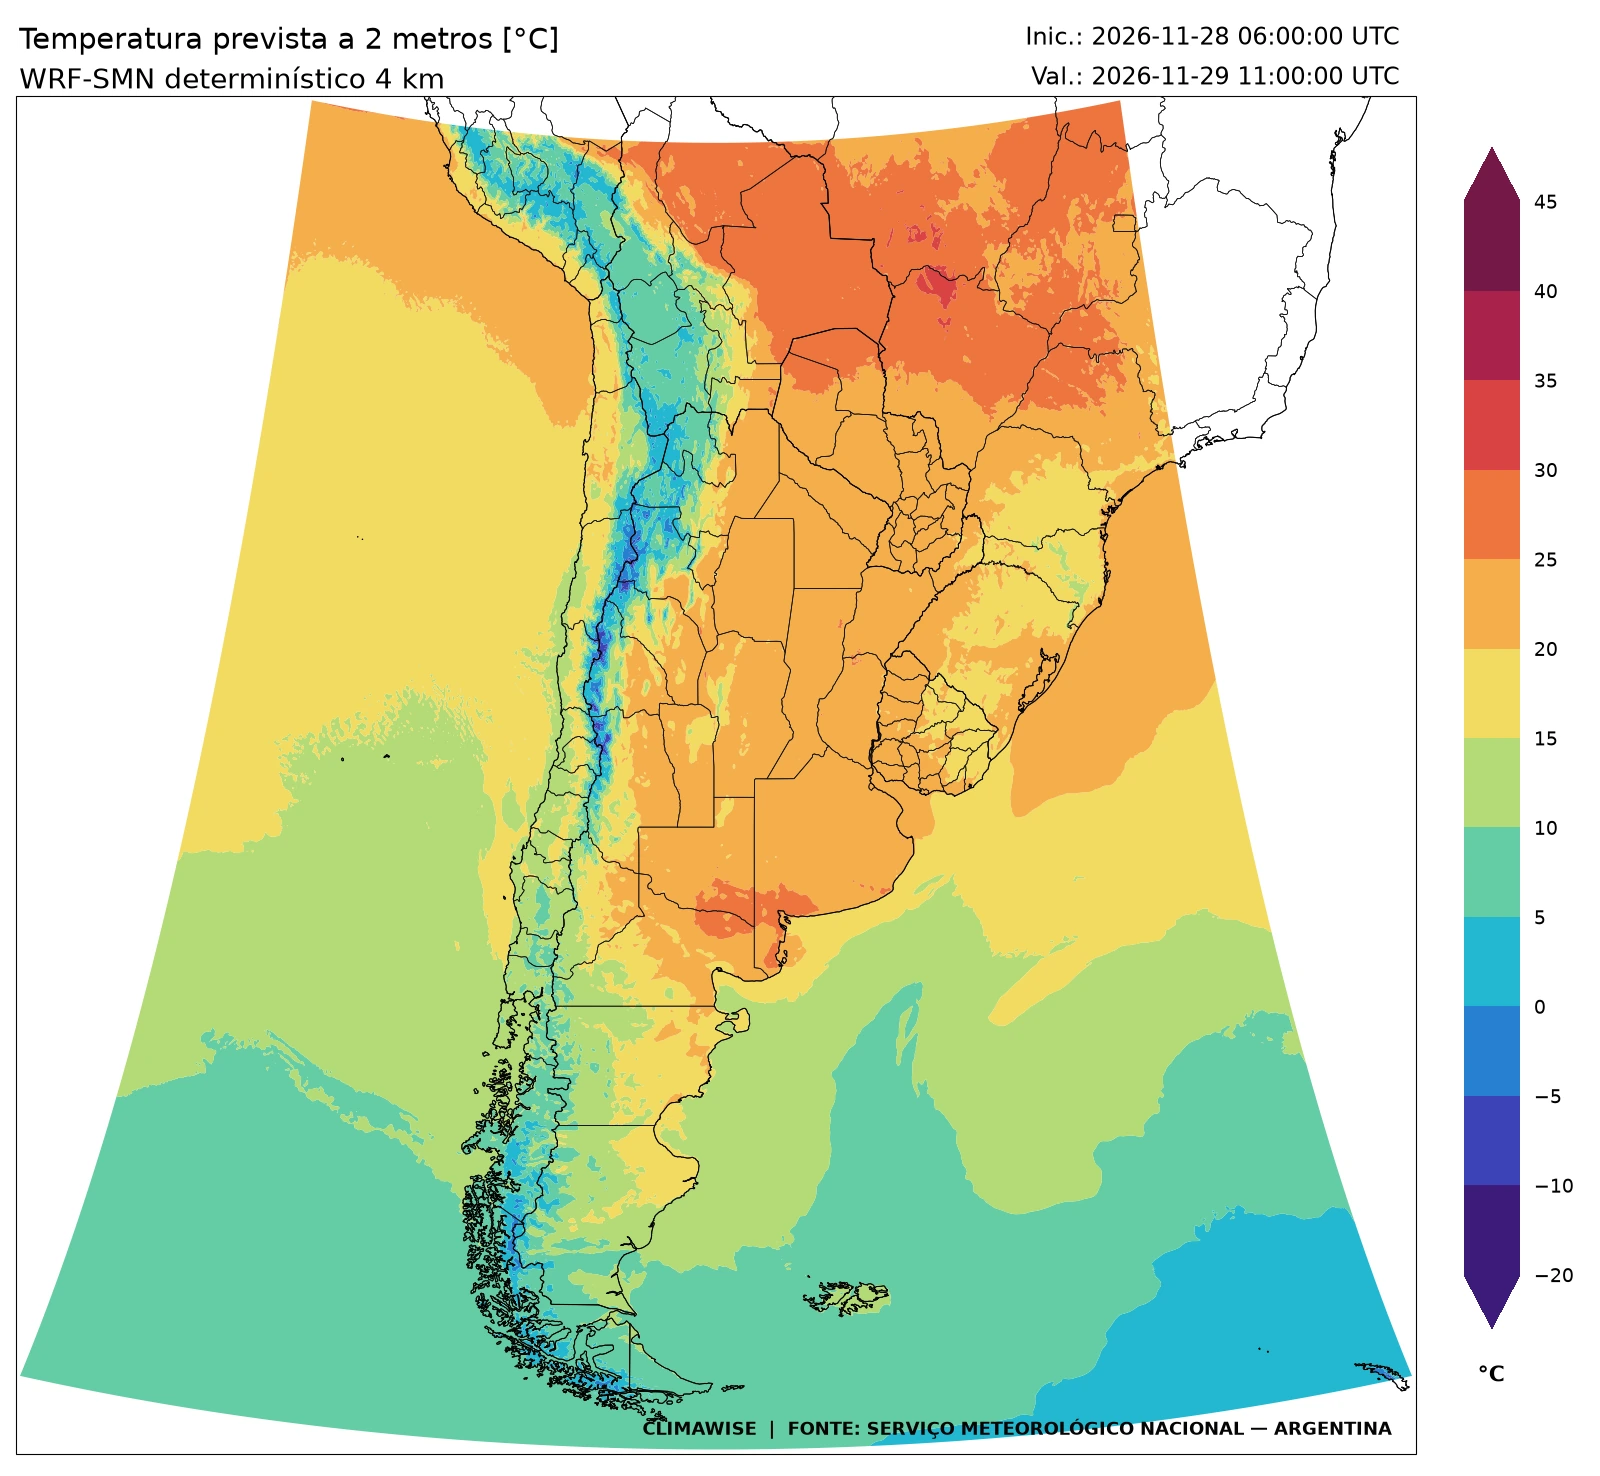 Temperatura prevista a 2 metros [°C]
WRF-SMN determinístico 4 km
Inic.: 2026-11-28 06:00:00 UTC
Val.: 2026-11-29 11:00:00 UTC
45
40
35
30
25
20
15
10
5
0
−5
−10
−20
°C
CLIMAWISE | FONTE: SERVIÇO METEOROLÓGICO NACIONAL — ARGENTINA